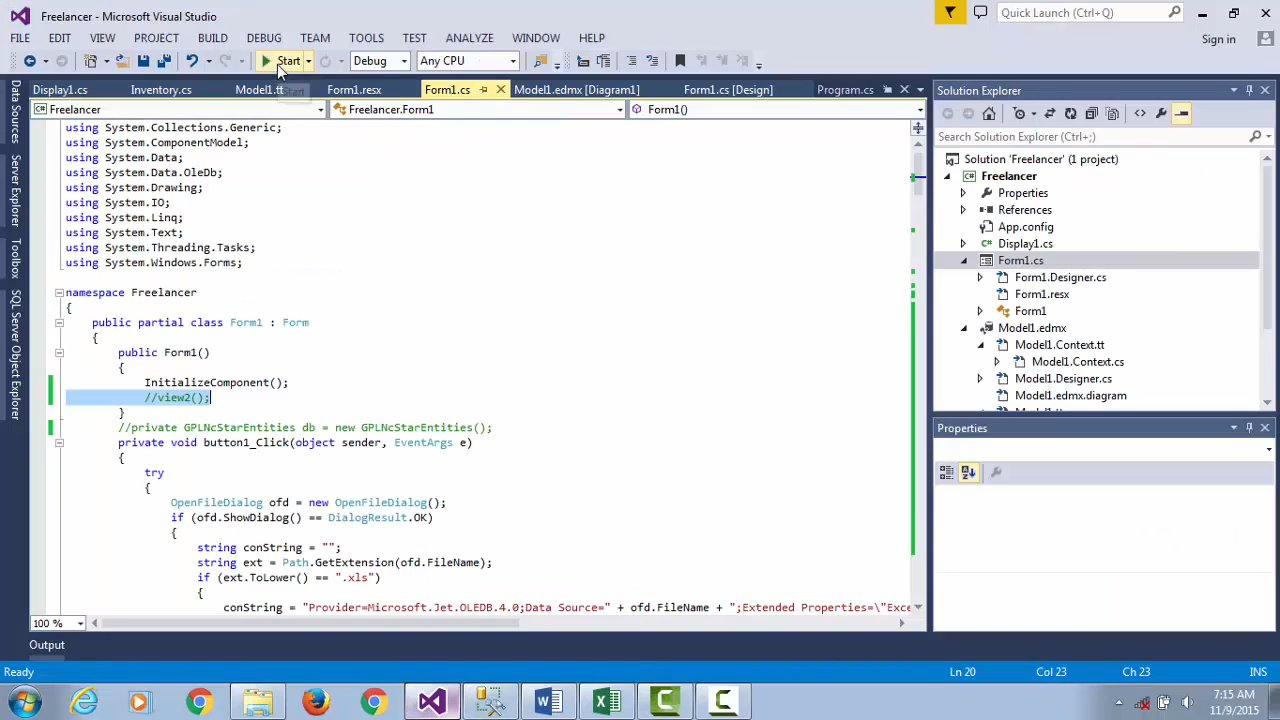 Freelancer - Microsoft Visual Studio
Quick Launch (Ctrl+Q)
FILE EDIT VIEW PROJECT BUILD DEBUG TEAM TOOLS TEST ANALYZE WINDOW HELP
Sign in
Start Debug Any CPU
Display1.cs Inventory.cs Model1.tt Form1.resx Form1.cs Model1.edmx [Diagram1] Program.cs
Start
Freelancer Freelancer.Form1 Form1()
Data Sources
Server Explorer
Toolbox
SQL Server Object Explorer
using System.Collections.Generic;
using System.ComponentModel;
using System.Data;
using System.Data.OleDb;
using System.Drawing;
using System.IO;
using System.Linq;
using System.Text;
using System.Threading.Tasks;
using System.Windows.Forms;
namespace Freelancer
{
public partial class Form1 : Form
{
public Form1()
{
InitializeComponent();
//view2();
}
//private GPLNcStarEntities db = new GPLNcStarEntities();
private void button1_Click(object sender, EventArgs e)
{
try
{
OpenFileDialog ofd = new OpenFileDialog();
if (ofd.ShowDialog() == DialogResult.OK)
{
string conString = "";
string ext = Path.GetExtension(ofd.FileName);
if (ext.ToLower() == ".xls")
{
conString = "Provider=Microsoft.Jet.OLEDB.4.0;Data Source=" + ofd.FileName + ";Extended Properties=\"Exce
100 %
Output
Solution Explorer
Search Solution Explorer (Ctrl+;)
Solution 'Freelancer' (1 project)
Freelancer
Properties
References
App.config
Display1.cs
Form1.cs
Form1.Designer.cs
Form1.resx
Form1
Model1.edmx
Model1.Context.tt
Model1.Context.cs
Model1.Designer.cs
Model1.edmx.diagram
Properties
Ready Ln 20 Col 23 Ch 23 INS
7:15 AM
11/9/2015